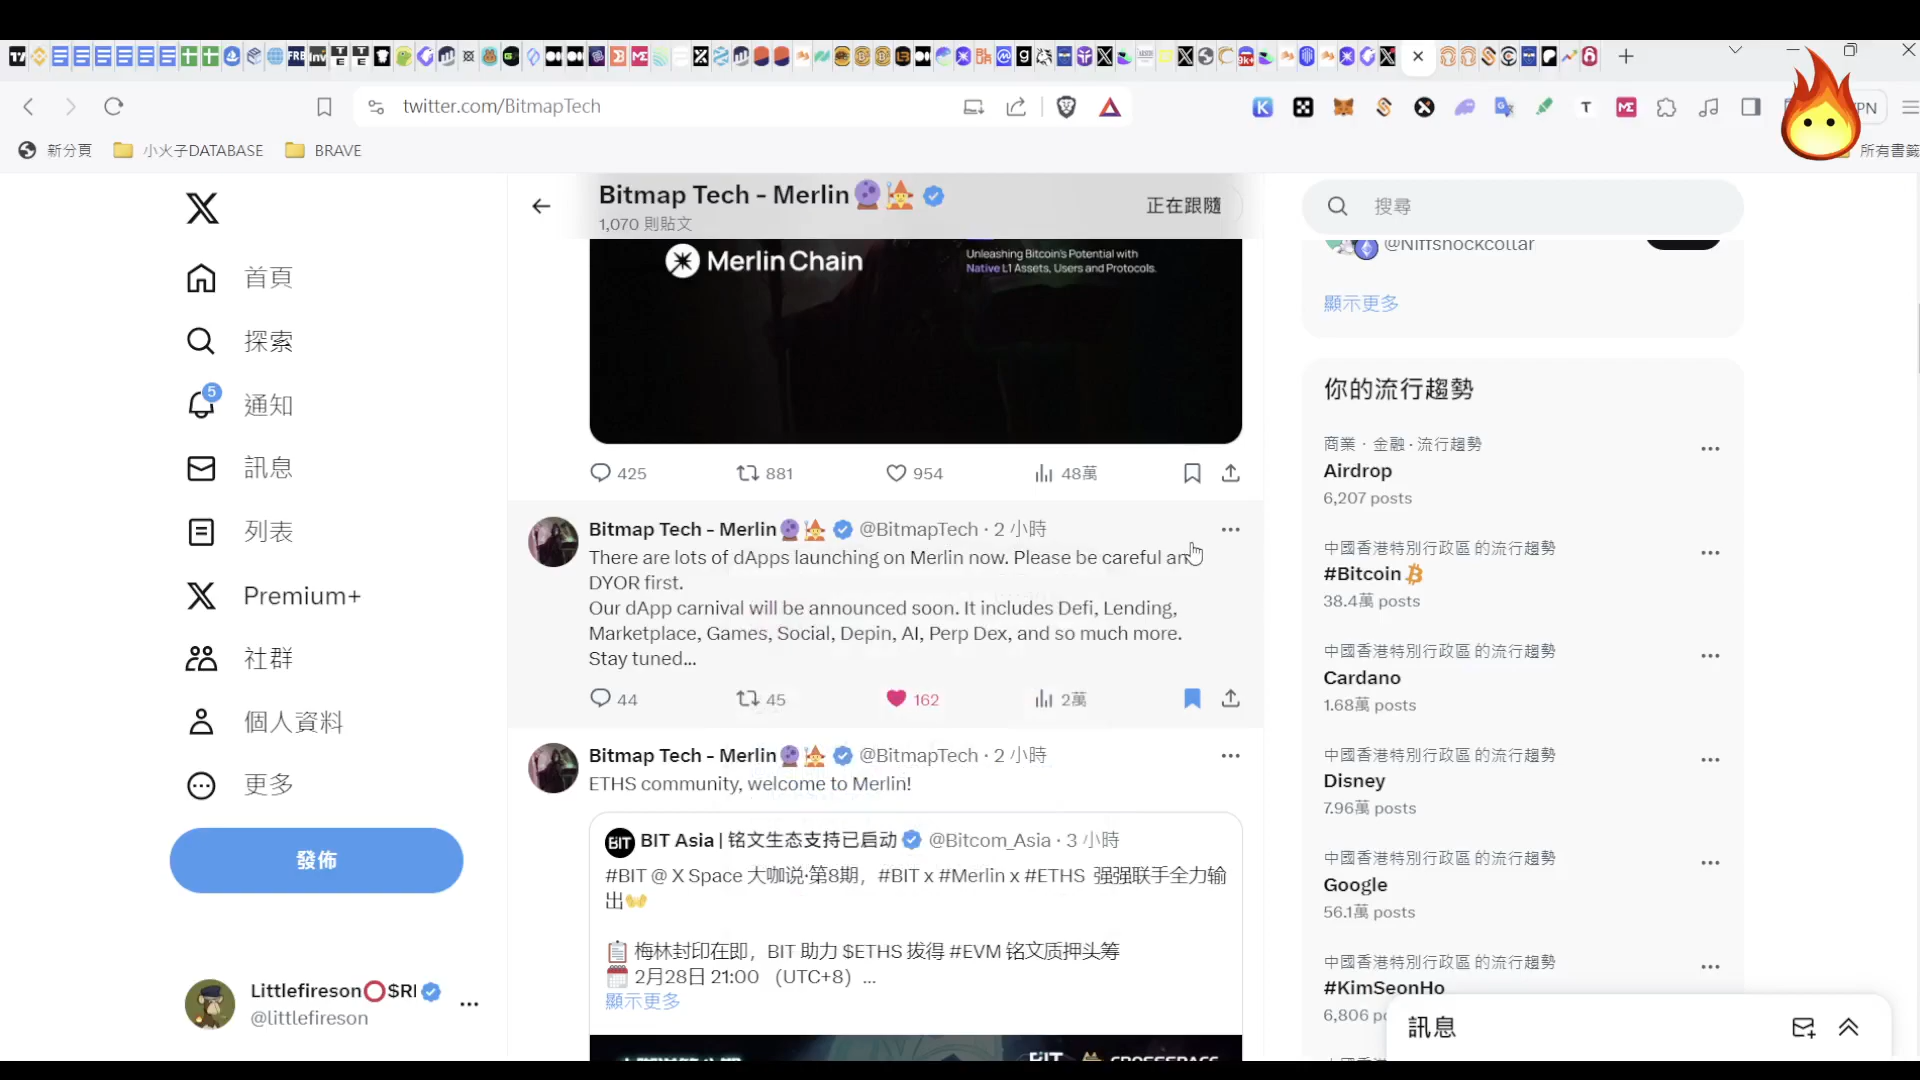 twitter.com/BitmapTech
新分頁
小火子DATABASE
BRAVE
所有書籤
Bitmap Tech - Merlin
1,070 則貼文
正在跟隨
搜尋
首頁
探索
5
通知
訊息
列表
Premium+
社群
個人資料
更多
發佈
Littlefireson
@littlefireson
Merlin Chain
Unleashing Bitcoin's Potential with
Native L1 Assets, Users and Protocols.
425
881
954
48萬
Bitmap Tech - Merlin @BitmapTech · 2 小時
There are lots of dApps launching on Merlin now. Please be careful
DYOR first.
Our dApp carnival will be announced soon. It includes Defi, Lending,
Marketplace, Games, Social, Depin, AI, Perp Dex, and so much more.
Stay tuned...
44
45
162
2萬
Bitmap Tech - Merlin @BitmapTech · 2 小時
ETHS community, welcome to Merlin!
BIT
BIT Asia | 铭文生态支持已启动 @Bitcom_Asia · 3 小時
#BIT @ X Space 大咖说·第8期，#BIT x #Merlin x #ETHS 强强联手全力输
出
梅林封印在即，BIT 助力 $ETHS 拔得 #EVM 铭文质押头筹
2月28日 21:00 （UTC+8）...
顯示更多
@Niftshockcollar
顯示更多
你的流行趨勢
商業 · 金融 · 流行趨勢
Airdrop
6,207 posts
中國香港特別行政區 的流行趨勢
#Bitcoin
38.4萬 posts
中國香港特別行政區 的流行趨勢
Cardano
1.68萬 posts
中國香港特別行政區 的流行趨勢
Disney
7.96萬 posts
中國香港特別行政區 的流行趨勢
Google
56.1萬 posts
中國香港特別行政區 的流行趨勢
#KimSeonHo
6,806
訊息